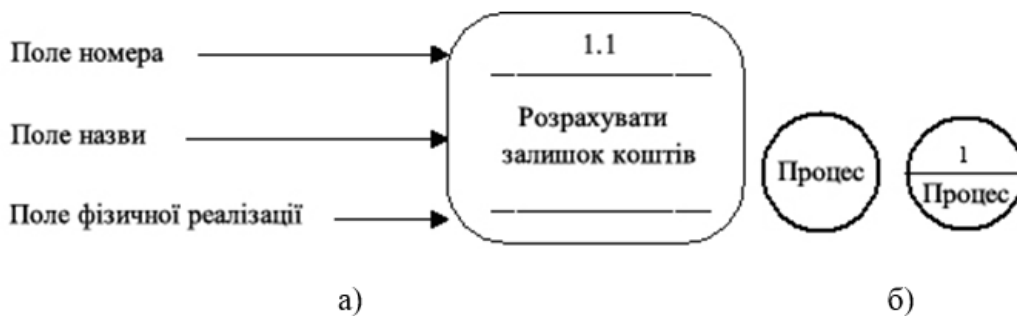 Поле номера
1.1
Поле назви
Розрахувати
залишок коштів
Поле фізичної реалізації
Процес
1
Процес
а)
б)